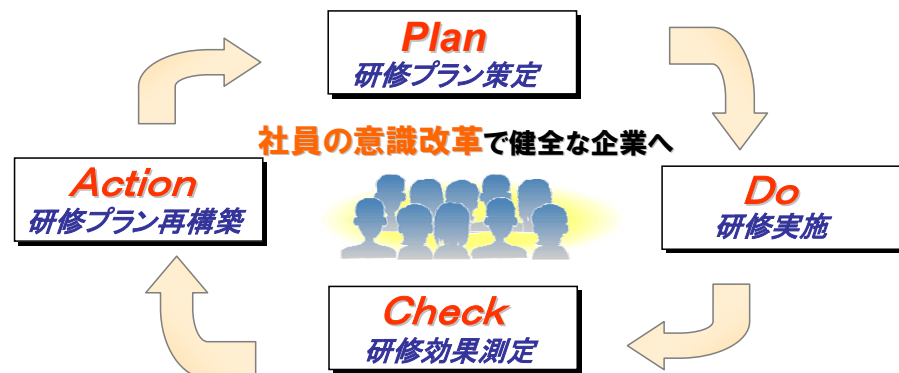 Plan
研修プラン策定
社員の意識改革で健全な企業へ
Action
研修プラン再構築
Do
研修実施
Check
研修効果測定